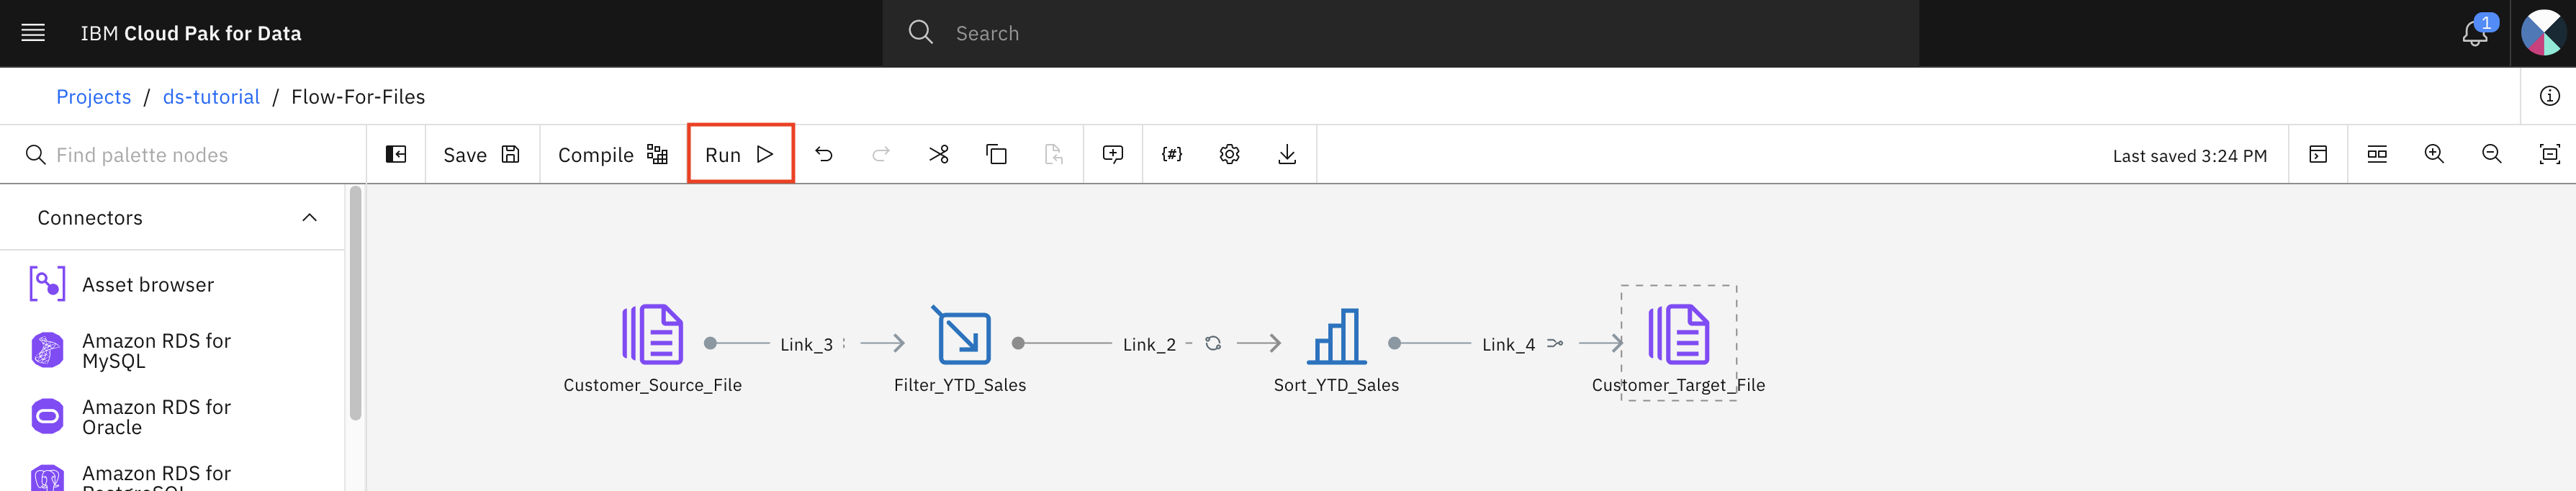 IBM Cloud Pak for Data
Search
1
Projects / ds-tutorial / Flow-For-Files
Find palette nodes
Save
Compile
Run
{#}
Last saved 3:24 PM
Connectors
Asset browser
Amazon RDS for
MySQL
Amazon RDS for
Oracle
Amazon RDS for
PostgreSQL
Link_3
Link_2
Link_4
Customer_Source_File
Filter_YTD_Sales
Sort_YTD_Sales
Customer_Target_File